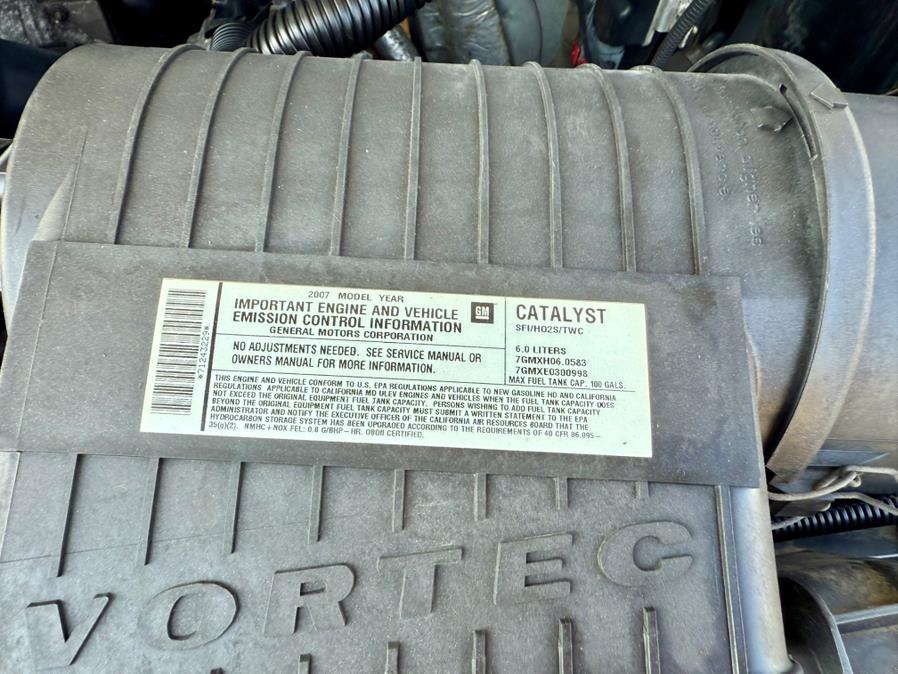 2007 MODEL YEAR
IMPORTANT ENGINE AND VEHICLE
EMISSION CONTROL INFORMATION
GENERAL MOTORS CORPORATION
GM
NO ADJUSTMENTS NEEDED. SEE SERVICE MANUAL OR
OWNERS MANUAL FOR MORE INFORMATION.
CATALYST
SFI/HO2S/TWC
6.0 LITERS
7GMXH06.0583
7GMXE0300998
MAX FUEL TANK CAP. 100 GALS.
*71243229*
THIS ENGINE AND VEHICLE CONFORM TO U.S. EPA REGULATIONS APPLICABLE TO NEW GASOLINE HD AND CALIFORNIA
REGULATIONS APPLICABLE TO CALIFORNIA MD ULEV ENGINES AND VEHICLES WHEN THE FUEL TANK CAPACITY DOES
NOT EXCEED THE ORIGINAL EQUIPMENT FUEL TANK CAPACITY. PERSONS WISHING TO ADD FUEL TANK CAPACITY
BEYOND THE ORIGINAL EQUIPMENT FUEL TANK CAPACITY MUST SUBMIT A WRITTEN STATEMENT TO THE EPA
ADMINISTRATOR AND NOTIFY THE EXECUTIVE OFFICER OF THE CALIFORNIA AIR RESOURCES BOARD THAT THE
HYDROCARBON STORAGE SYSTEM HAS BEEN UPGRADED ACCORDING TO THE REQUIREMENTS OF 40 CFR 86.095-
35(g)(2). NMHC+NOX FEL: 0.8 G/BHP-HR. OBDII CERTIFIED.
VORTEC